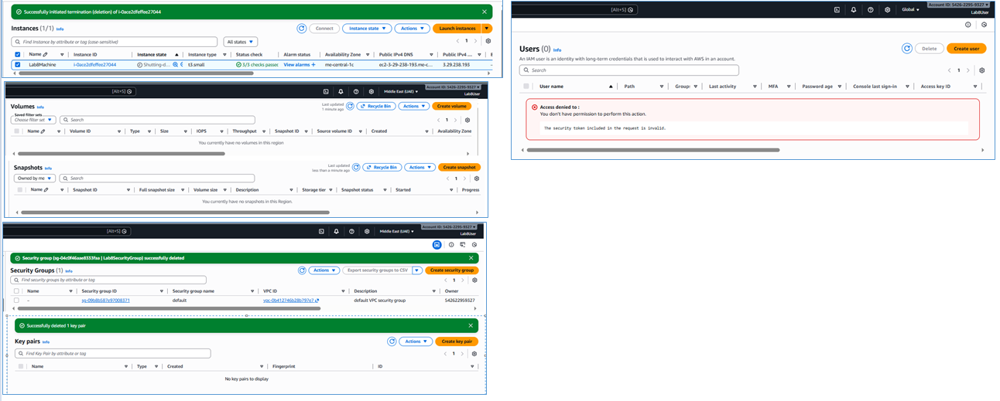 Successfully initiated termination (deletion) of i-0ace2dfeffee27044
Instances (1/1) Info
Connect
Instance state
Actions
Launch instances
Find Instance by attribute or tag (case-sensitive)
All states
1
Name Instance ID Instance state Instance type Status check Alarm status Availability Zone Public IPv4 DNS Public IPv4 ... E
Lab8Machine i-0ace2dfeffee27044 Shutting-d... t3.small 3/3 checks passec View alarms + me-central-1c ec2-3-29-238-193.me-c... 3.29.238.193 –
[Alt+S]
Middle East (UAE)
Account ID: 5426-2295-9327
Lab8User
Volumes Info
Last updated
1 minute ago
Recycle Bin
Actions
Create volume
Saved filter sets
Choose filter set
Search
1
Name Volume ID Type Size IOPS Throughput Snapshot ID Source volume ID Created Availability Zone
You currently have no volumes in this region
Snapshots Info
Last updated
less than a minute ago
Recycle Bin
Actions
Create snapshot
Owned by me
Search
1
Name Snapshot ID Full snapshot size Volume size Description Storage tier Snapshot status Started Progress
You currently have no snapshots in this Region.
[Alt+S]
Middle East (UAE)
Account ID: 5426-2295-9327
Lab8User
Security group (sg-04c0f46aae8333faa | Lab8SecurityGroup) successfully deleted
Security Groups (1) Info
Actions
Export security groups to CSV
Create security group
Find security groups by attribute or tag
1
Name Security group ID Security group name VPC ID Description Owner
– sg-09b8b587e97008371 default vpc-0b412746b28b797e7 default VPC security group 542622959327
Successfully deleted 1 key pair
Key pairs Info
Actions
Create key pair
Find Key Pair by attribute or tag
1
Name Type Created Fingerprint ID
No key pairs to display
[Alt+S]
Global
Account ID: 5426-2295-9327
Lab8User
Users (0) Info
Delete
Create user
An IAM user is an identity with long-term credentials that is used to interact with AWS in an account.
Search
1
User name Path Group: Last activity MFA Password age Console last sign-in Access key ID
Access denied to :
You don't have permission to perform this action.
The security token included in the request is invalid.